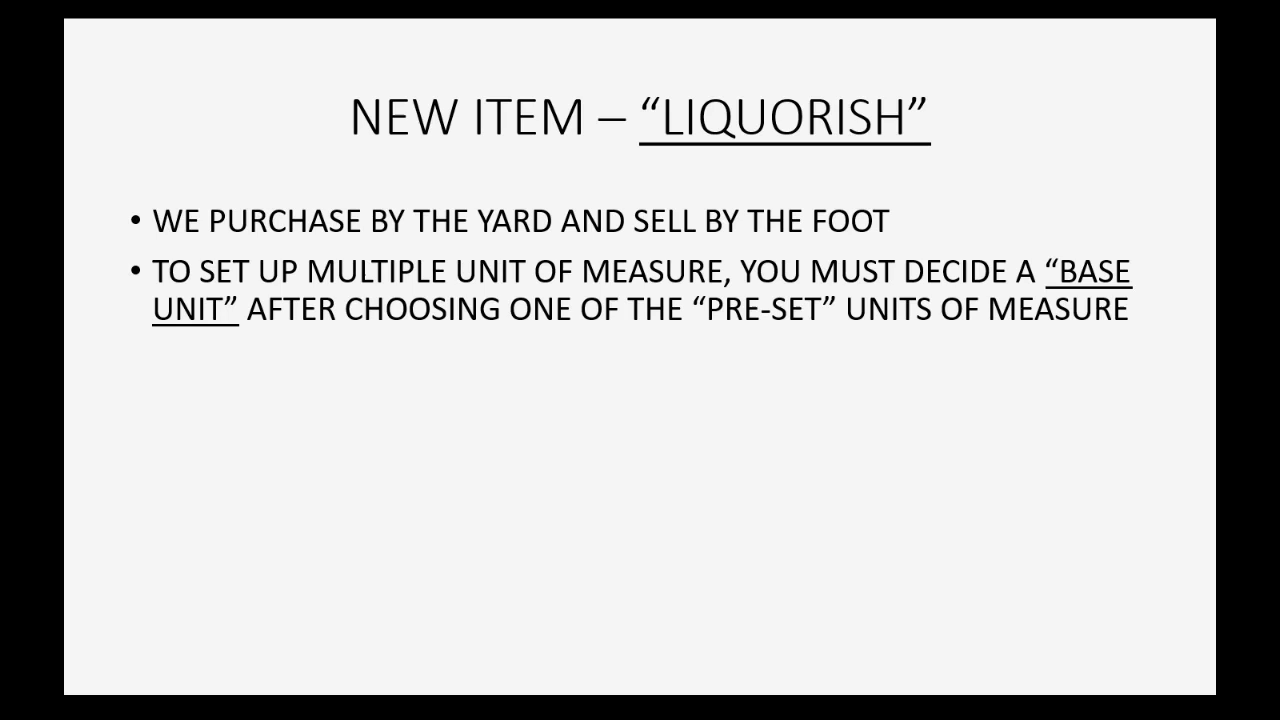 NEW ITEM – “LIQUORISH”
• WE PURCHASE BY THE YARD AND SELL BY THE FOOT
• TO SET UP MULTIPLE UNIT OF MEASURE, YOU MUST DECIDE A “BASE
UNIT” AFTER CHOOSING ONE OF THE “PRE-SET” UNITS OF MEASURE